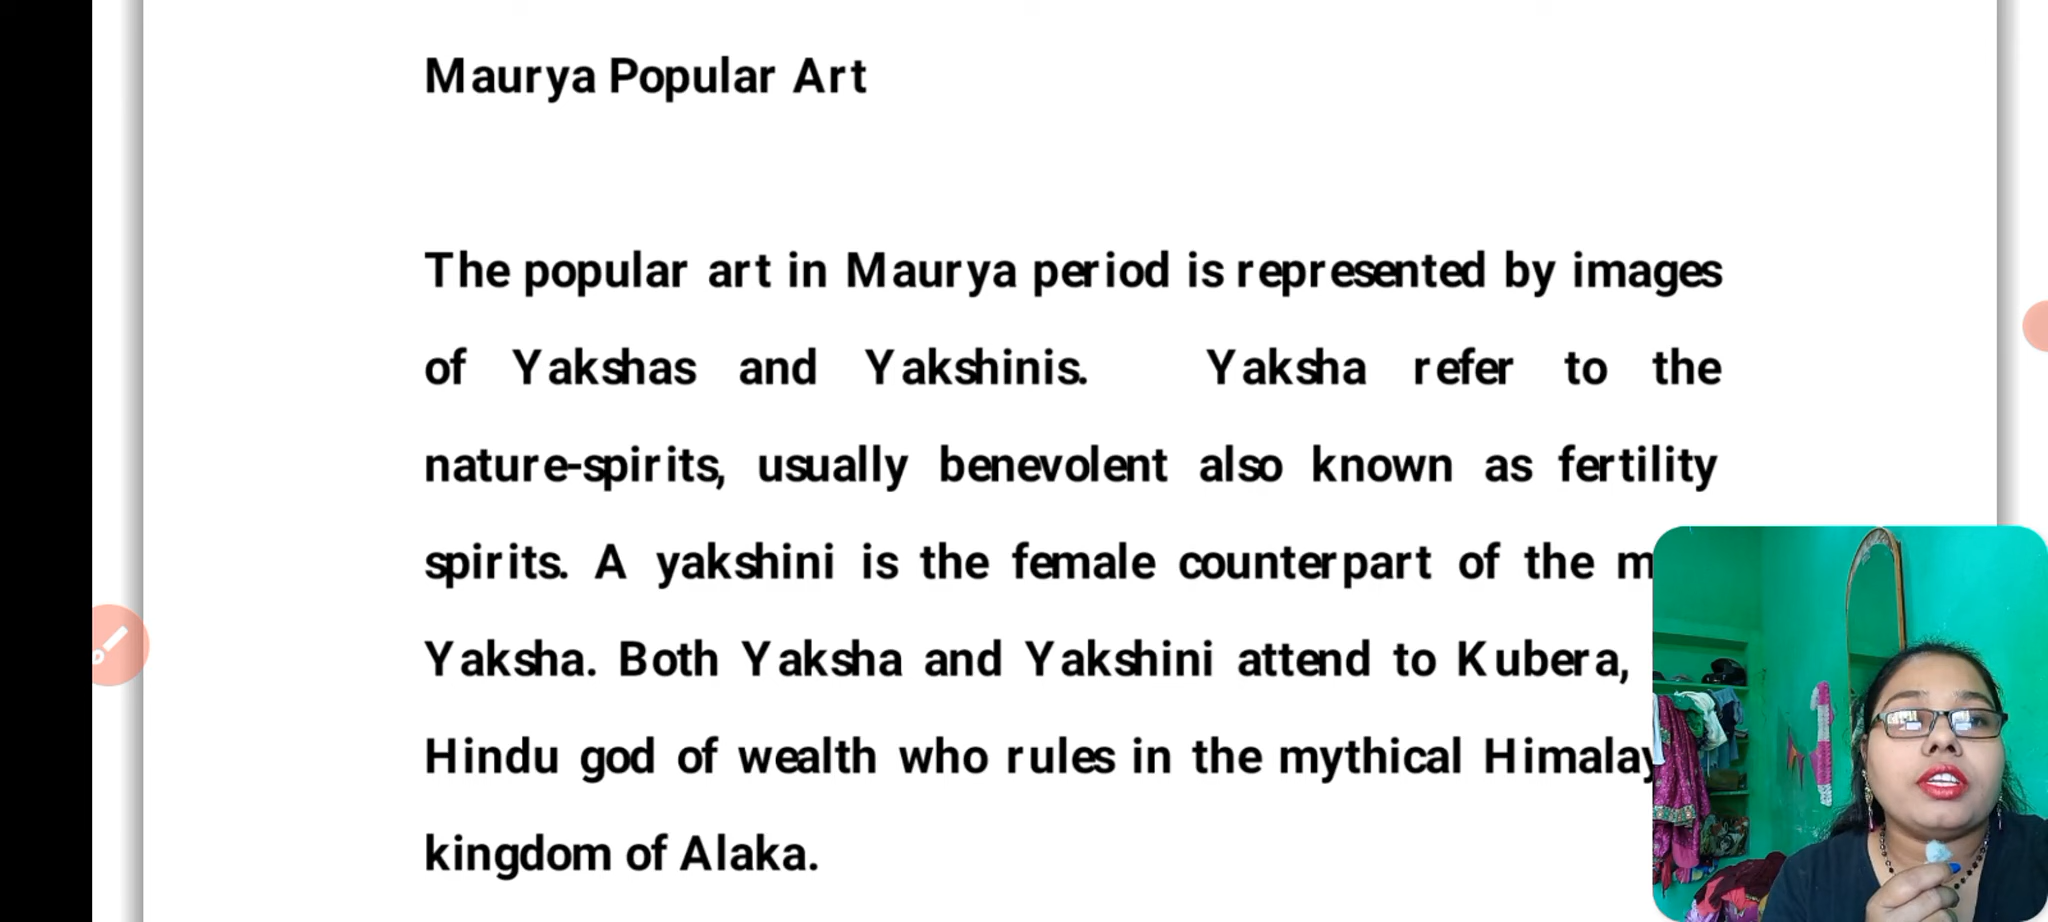 Maurya Popular Art
The popular art in Maurya period is represented by images
of Yakshas and Yakshinis. Yaksha refer to the
nature-spirits, usually benevolent also known as fertility
spirits. A yakshini is the female counterpart of the
Yaksha. Both Yaksha and Yakshini attend to Kubera,
Hindu god of wealth who rules in the mythical
kingdom of Alaka.